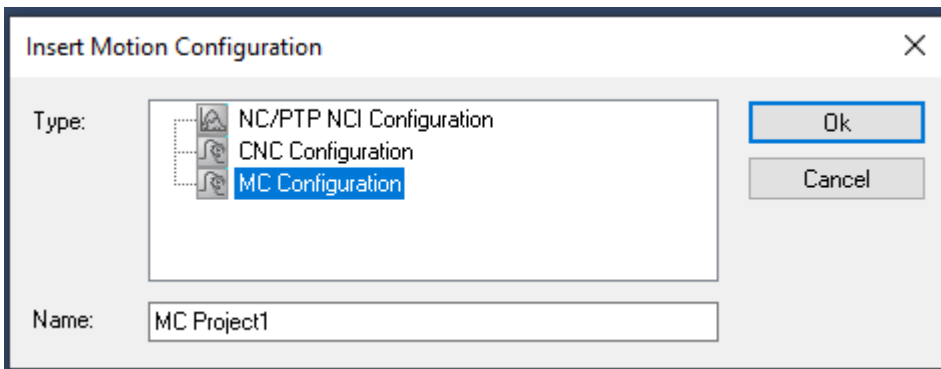 Insert Motion Configuration
Type:
NC/PTP NCI Configuration
CNC Configuration
MC Configuration
Ok
Cancel
Name:
MC Project1